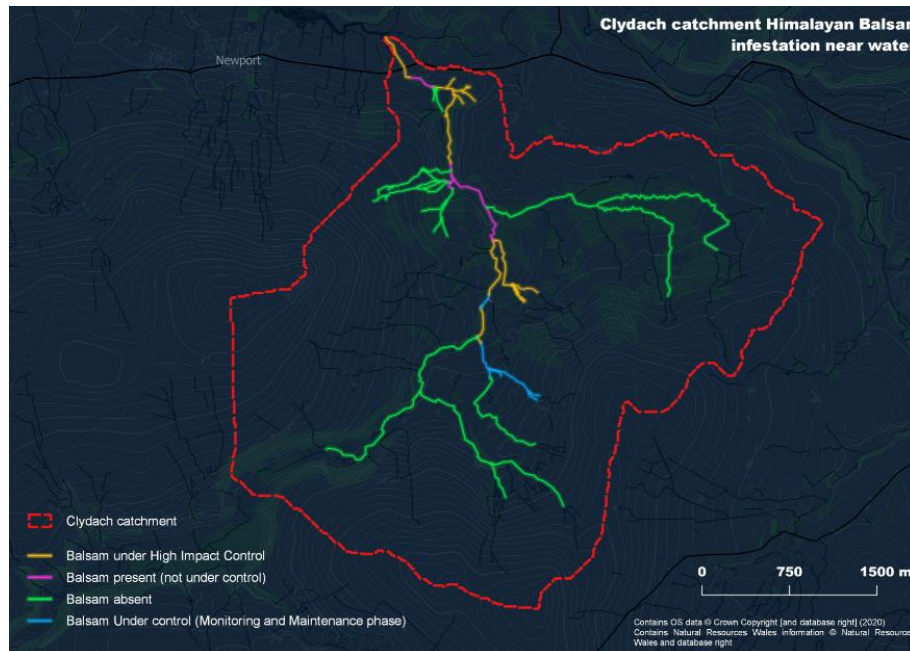 Clydach catchment Himalayan Balsam
infestation near water
Newport
Clydach catchment
Balsam under High Impact Control
Balsam present (not under control)
Balsam absent
Balsam Under control (Monitoring and Maintenance phase)
0 750 1500 m
Contains OS data © Crown Copyright [and database right] (2020)
Contains Natural Resources Wales information © Natural Resources
Wales and database right